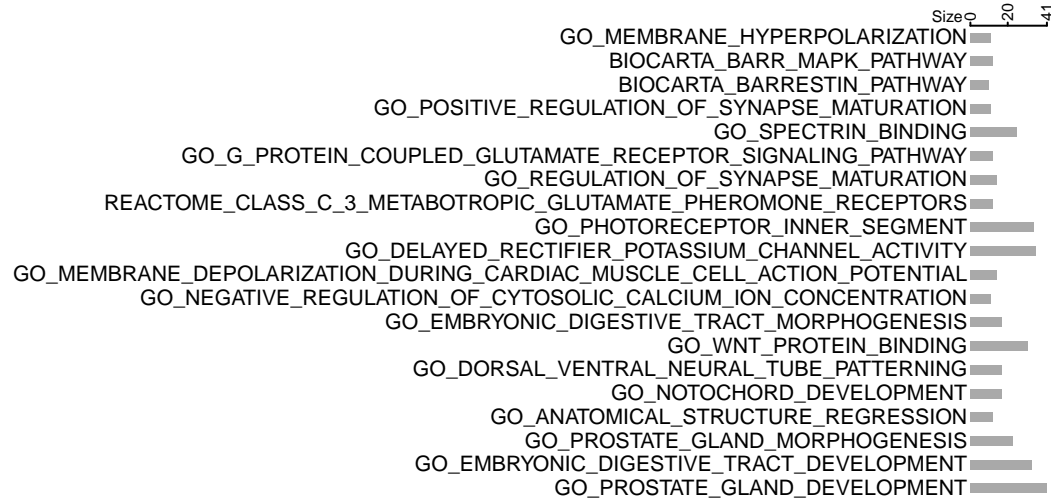 Size 0 20 41
GO_MEMBRANE_HYPERPOLARIZATION
BIOCARTA_BARR_MAPK_PATHWAY
BIOCARTA_BARRESTIN_PATHWAY
GO_POSITIVE_REGULATION_OF_SYNAPSE_MATURATION
GO_SPECTRIN_BINDING
GO_G_PROTEIN_COUPLED_GLUTAMATE_RECEPTOR_SIGNALING_PATHWAY
GO_REGULATION_OF_SYNAPSE_MATURATION
REACTOME_CLASS_C_3_METABOTROPIC_GLUTAMATE_PHEROMONE_RECEPTORS
GO_PHOTORECEPTOR_INNER_SEGMENT
GO_DELAYED_RECTIFIER_POTASSIUM_CHANNEL_ACTIVITY
GO_MEMBRANE_DEPOLARIZATION_DURING_CARDIAC_MUSCLE_CELL_ACTION_POTENTIAL
GO_NEGATIVE_REGULATION_OF_CYTOSOLIC_CALCIUM_ION_CONCENTRATION
GO_EMBRYONIC_DIGESTIVE_TRACT_MORPHOGENESIS
GO_WNT_PROTEIN_BINDING
GO_DORSAL_VENTRAL_NEURAL_TUBE_PATTERNING
GO_NOTOCHORD_DEVELOPMENT
GO_ANATOMICAL_STRUCTURE_REGRESSION
GO_PROSTATE_GLAND_MORPHOGENESIS
GO_EMBRYONIC_DIGESTIVE_TRACT_DEVELOPMENT
GO_PROSTATE_GLAND_DEVELOPMENT